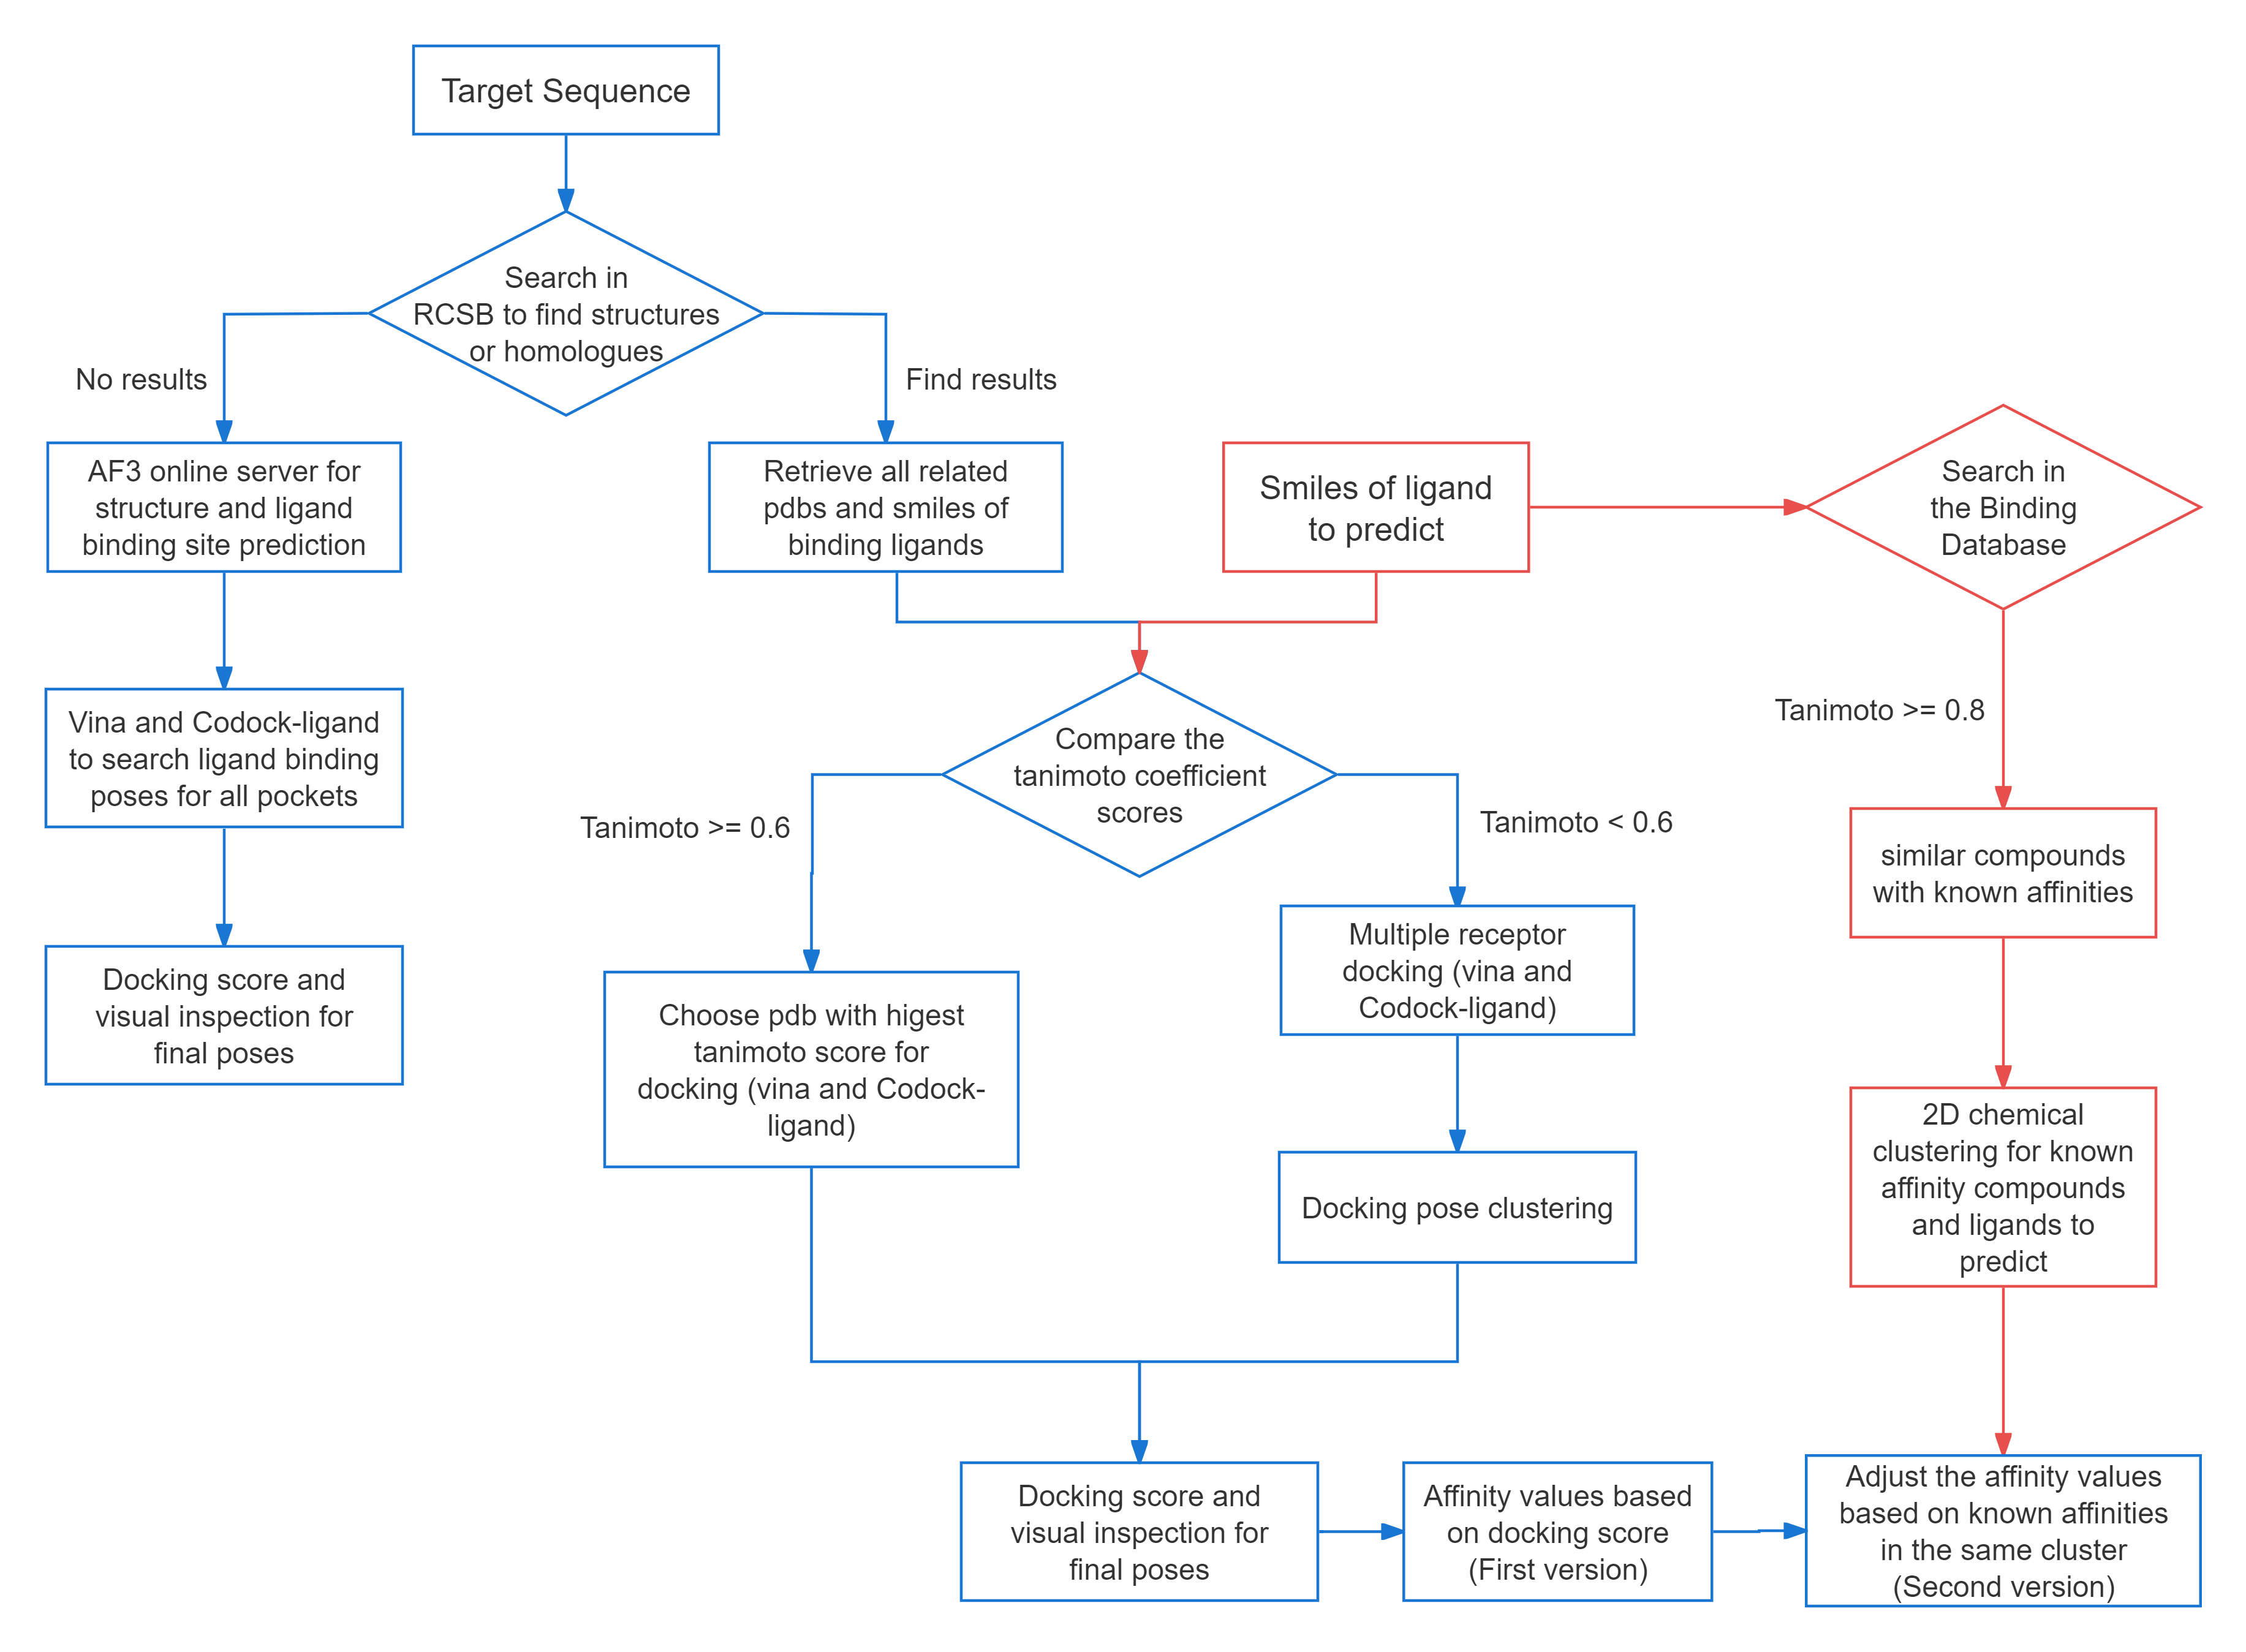 Target Sequence
Search in
RCSB to find structures
or homologues
No results
Find results
AF3 online server for
structure and ligand
binding site prediction
Retrieve all related
pdbs and smiles of
binding ligands
Smiles of ligand
to predict
Search in
the Binding
Database
Vina and Codock-ligand
to search ligand binding
poses for all pockets
Compare the
tanimoto coefficient
scores
Tanimoto >= 0.8
Tanimoto >= 0.6
Tanimoto < 0.6
similar compounds
with known affinities
Docking score and
visual inspection for
final poses
Choose pdb with higest
tanimoto score for
docking (vina and Codock-
ligand)
Multiple receptor
docking (vina and
Codock-ligand)
Docking pose clustering
2D chemical
clustering for known
affinity compounds
and ligands to
predict
Docking score and
visual inspection for
final poses
Affinity values based
on docking score
(First version)
Adjust the affinity values
based on known affinities
in the same cluster
(Second version)